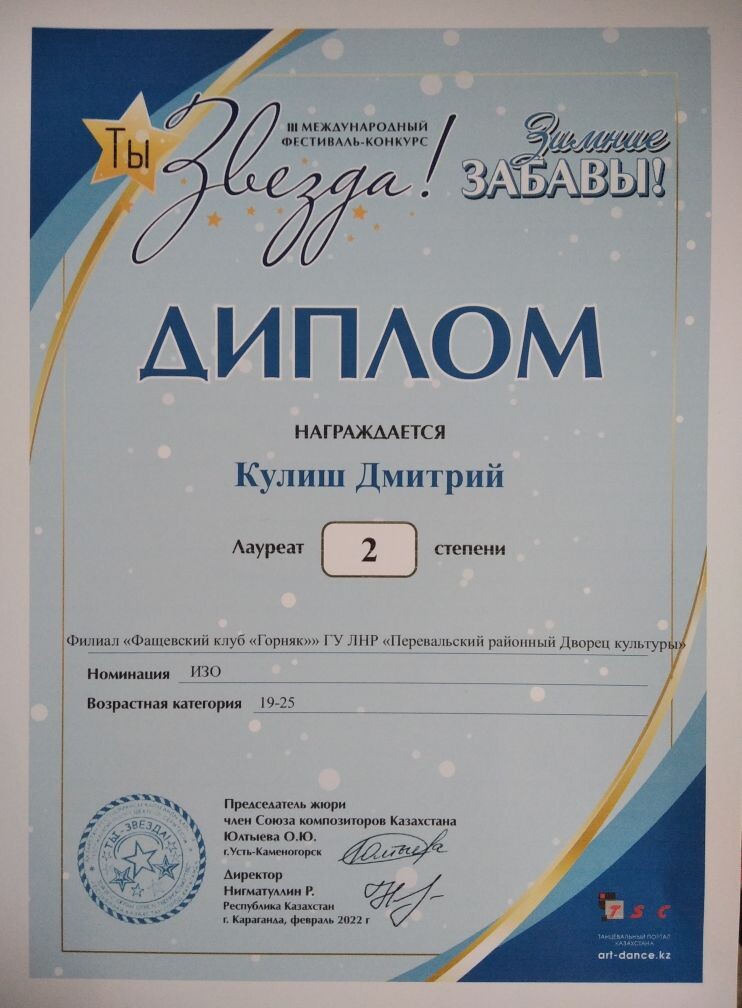 Ты Звезда!
III МЕЖДУНАРОДНЫЙ
ФЕСТИВАЛЬ-КОНКУРС
Зимние
ЗАБАВЫ!
ДИПЛОМ
НАГРАЖДАЕТСЯ
Кулиш Дмитрий
Лауреат 2 степени
Филиал «Фащевский клуб «Горняк»» ГУ ЛНР «Перевальский районный Дворец культуры»
Номинация ИЗО
Возрастная категория 19-25
Председатель жюри
член Союза композиторов Казахстана
Юлтыева О.Ю.
г.Усть-Каменогорск
Директор
Нигматуллин Р.
Республика Казахстан
г. Караганда, февраль 2022 г
ТЫ-ЗВЕЗДА!
TSC
ТАНЦЕВАЛЬНЫЙ ПОРТАЛ
КАЗАХСТАНА
art-dance.kz